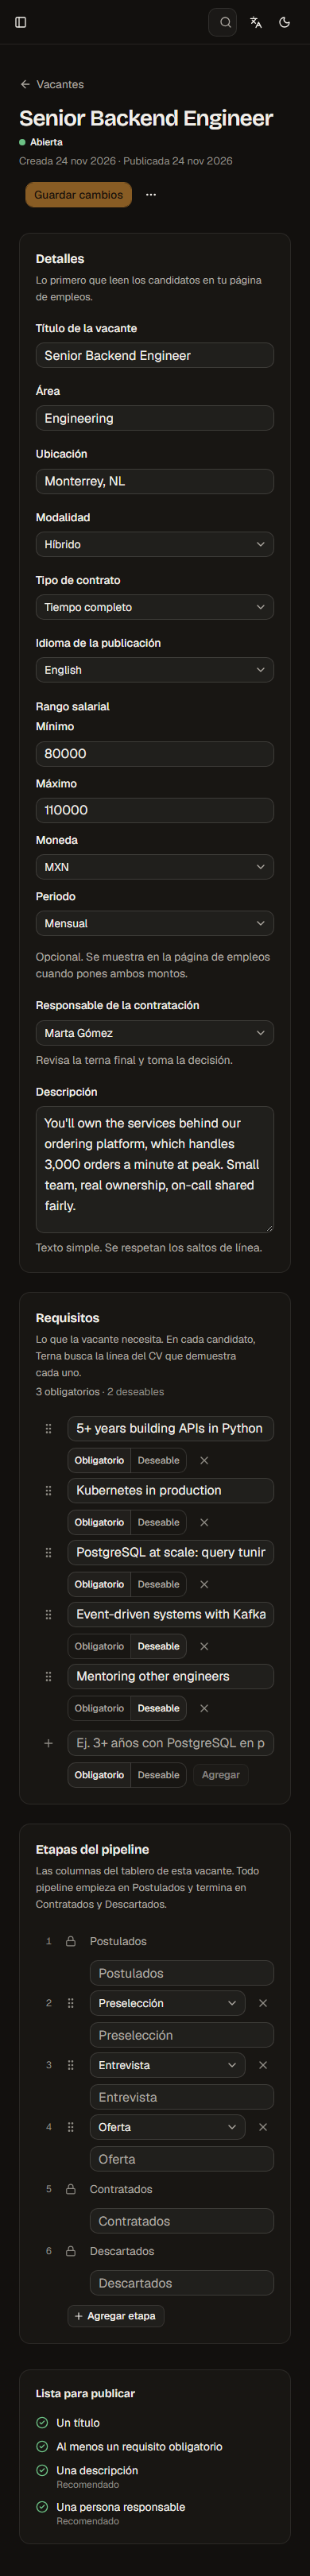 Vacantes
Senior Backend Engineer
Abierta
Creada 24 nov 2026 · Publicada 24 nov 2026
Guardar cambios
Detalles
Lo primero que leen los candidatos en tu página
de empleos.
Título de la vacante
Senior Backend Engineer
Área
Engineering
Ubicación
Monterrey, NL
Modalidad
Híbrido
Tipo de contrato
Tiempo completo
Idioma de la publicación
English
Rango salarial
Mínimo
80000
Máximo
110000
Moneda
MXN
Periodo
Mensual
Opcional. Se muestra en la página de empleos
cuando pones ambos montos.
Responsable de la contratación
Marta Gómez
Revisa la terna final y toma la decisión.
Descripción
You'll own the services behind our
ordering platform, which handles
3,000 orders a minute at peak. Small
team, real ownership, on-call shared
fairly.
Texto simple. Se respetan los saltos de línea.
Requisitos
Lo que la vacante necesita. En cada candidato,
Terna busca la línea del CV que demuestra
cada uno.
3 obligatorios · 2 deseables
5+ years building APIs in Python
Obligatorio Deseable
Kubernetes in production
Obligatorio Deseable
PostgreSQL at scale: query tunir
Obligatorio Deseable
Event-driven systems with Kafka
Obligatorio Deseable
Mentoring other engineers
Obligatorio Deseable
Ej. 3+ años con PostgreSQL en p
Obligatorio Deseable Agregar
Etapas del pipeline
Las columnas del tablero de esta vacante. Todo
pipeline empieza en Postulados y termina en
Contratados y Descartados.
1 Postulados
Postulados
2 Preselección
Preselección
3 Entrevista
Entrevista
4 Oferta
Oferta
5 Contratados
Contratados
6 Descartados
Descartados
+ Agregar etapa
Lista para publicar
Un título
Al menos un requisito obligatorio
Una descripción
Recomendado
Una persona responsable
Recomendado